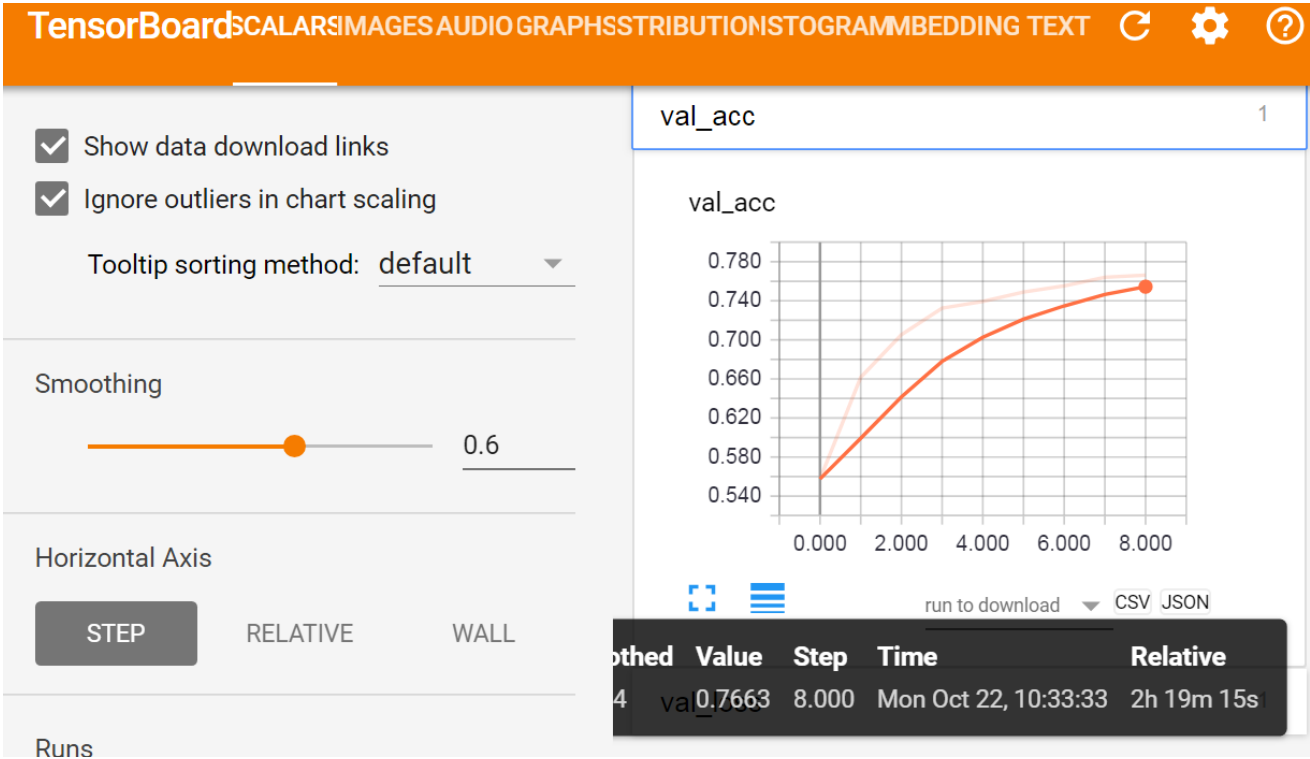 TensorBoard SCALARS IMAGES AUDIO GRAPHS STRIBUTION STOGRAM MBEDDING TEXT
Show data download links
Ignore outliers in chart scaling
Tooltip sorting method: default
Smoothing
0.6
Horizontal Axis
STEP RELATIVE WALL
Runs
val_acc 1
val_acc
0.780
0.740
0.700
0.660
0.620
0.580
0.540
0.000 2.000 4.000 6.000 8.000
run to download CSV JSON
othed Value Step Time Relative
4 0.7663 8.000 Mon Oct 22, 10:33:33 2h 19m 15s
val_loss 1